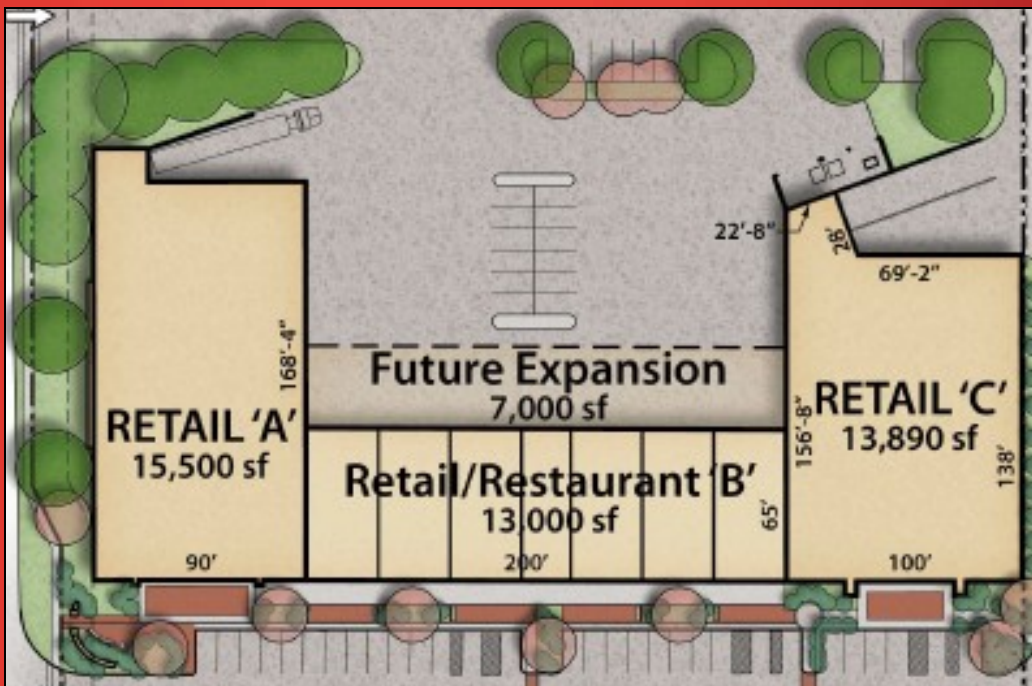 22'-8"
28'
69'-2"
168'-4"
Future Expansion
7,000 sf
RETAIL 'A'
15,500 sf
156'-8"
RETAIL 'C'
13,890 sf
138'
Retail/Restaurant 'B'
13,000 sf
65'
90'
200'
100'